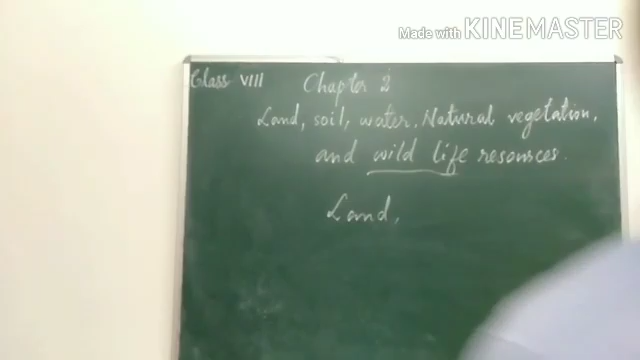 Made with KINEMASTER
Class VIII Chapter 2
Land, soil, water, Natural vegetation,
and wild life resources.
Land,